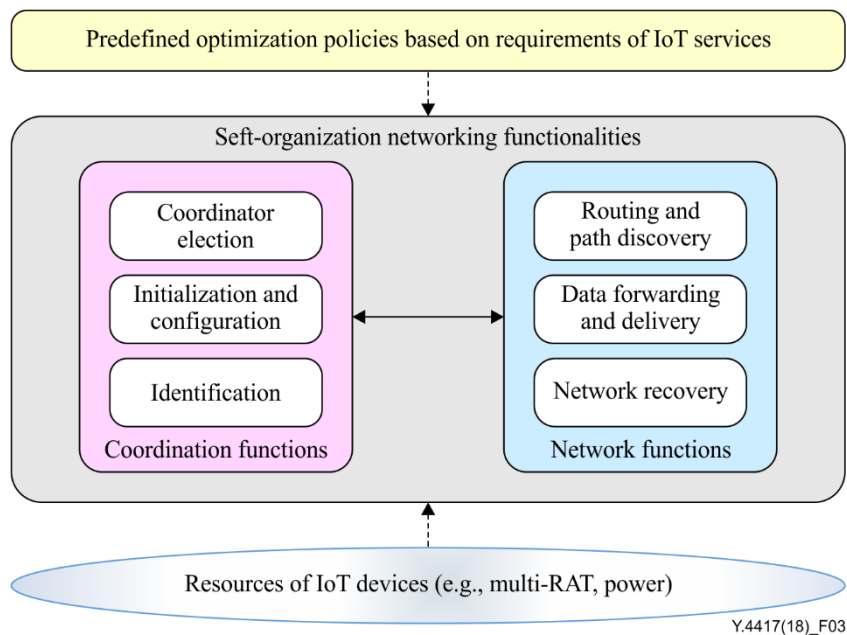 Predefined optimization policies based on requirements of IoT services
Seft-organization networking functionalities
Coordinator
election
Initialization and
configuration
Identification
Coordination functions
Routing and
path discovery
Data forwarding
and delivery
Network recovery
Network functions
Resources of IoT devices (e.g., multi-RAT, power)
Y.4417(18)_F03